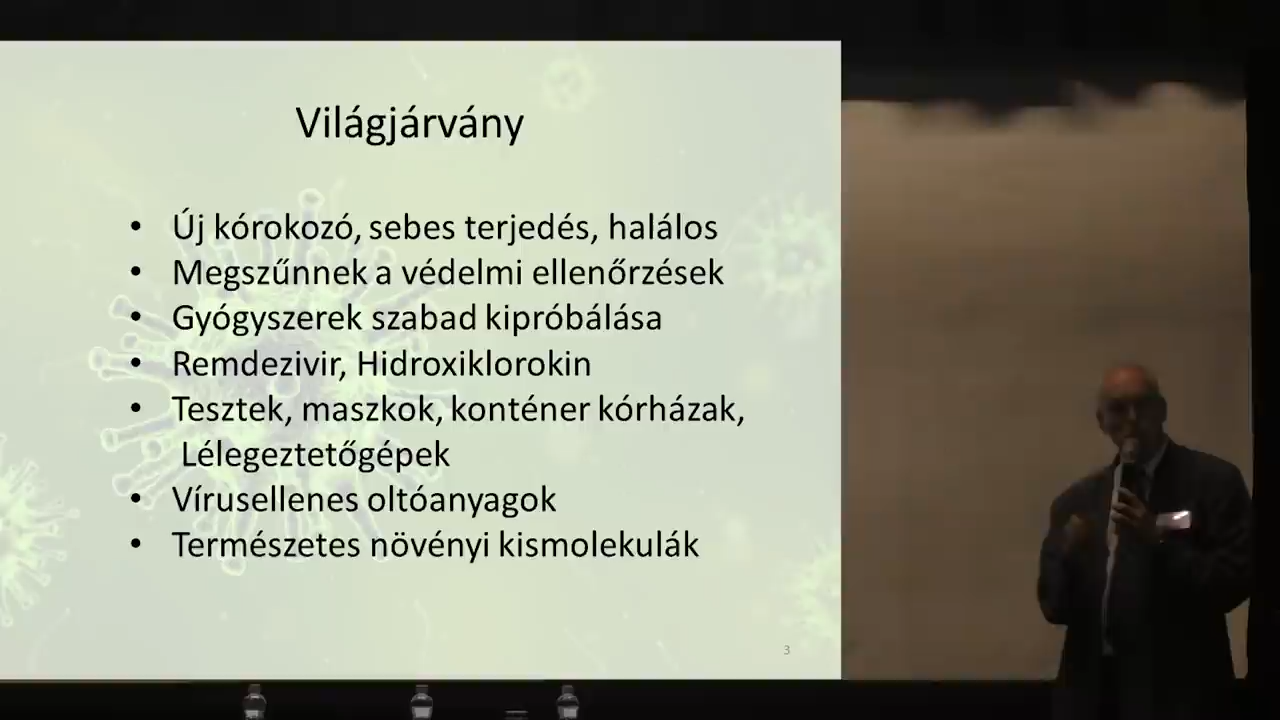 Világjárvány
• Új kórokozó, sebes terjedés, halálos
• Megszűnnek a védelmi ellenőrzések
• Gyógyszerek szabad kipróbálása
• Remdezivir, Hidroxiklorokin
• Tesztek, maszkok, konténer kórházak,
Lélegeztetőgépek
• Vírusellenes oltóanyagok
• Természetes növényi kismolekulák
3